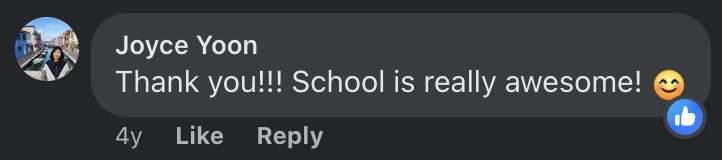 Joyce Yoon
Thank you!!! School is really awesome! 😊
4y Like Reply